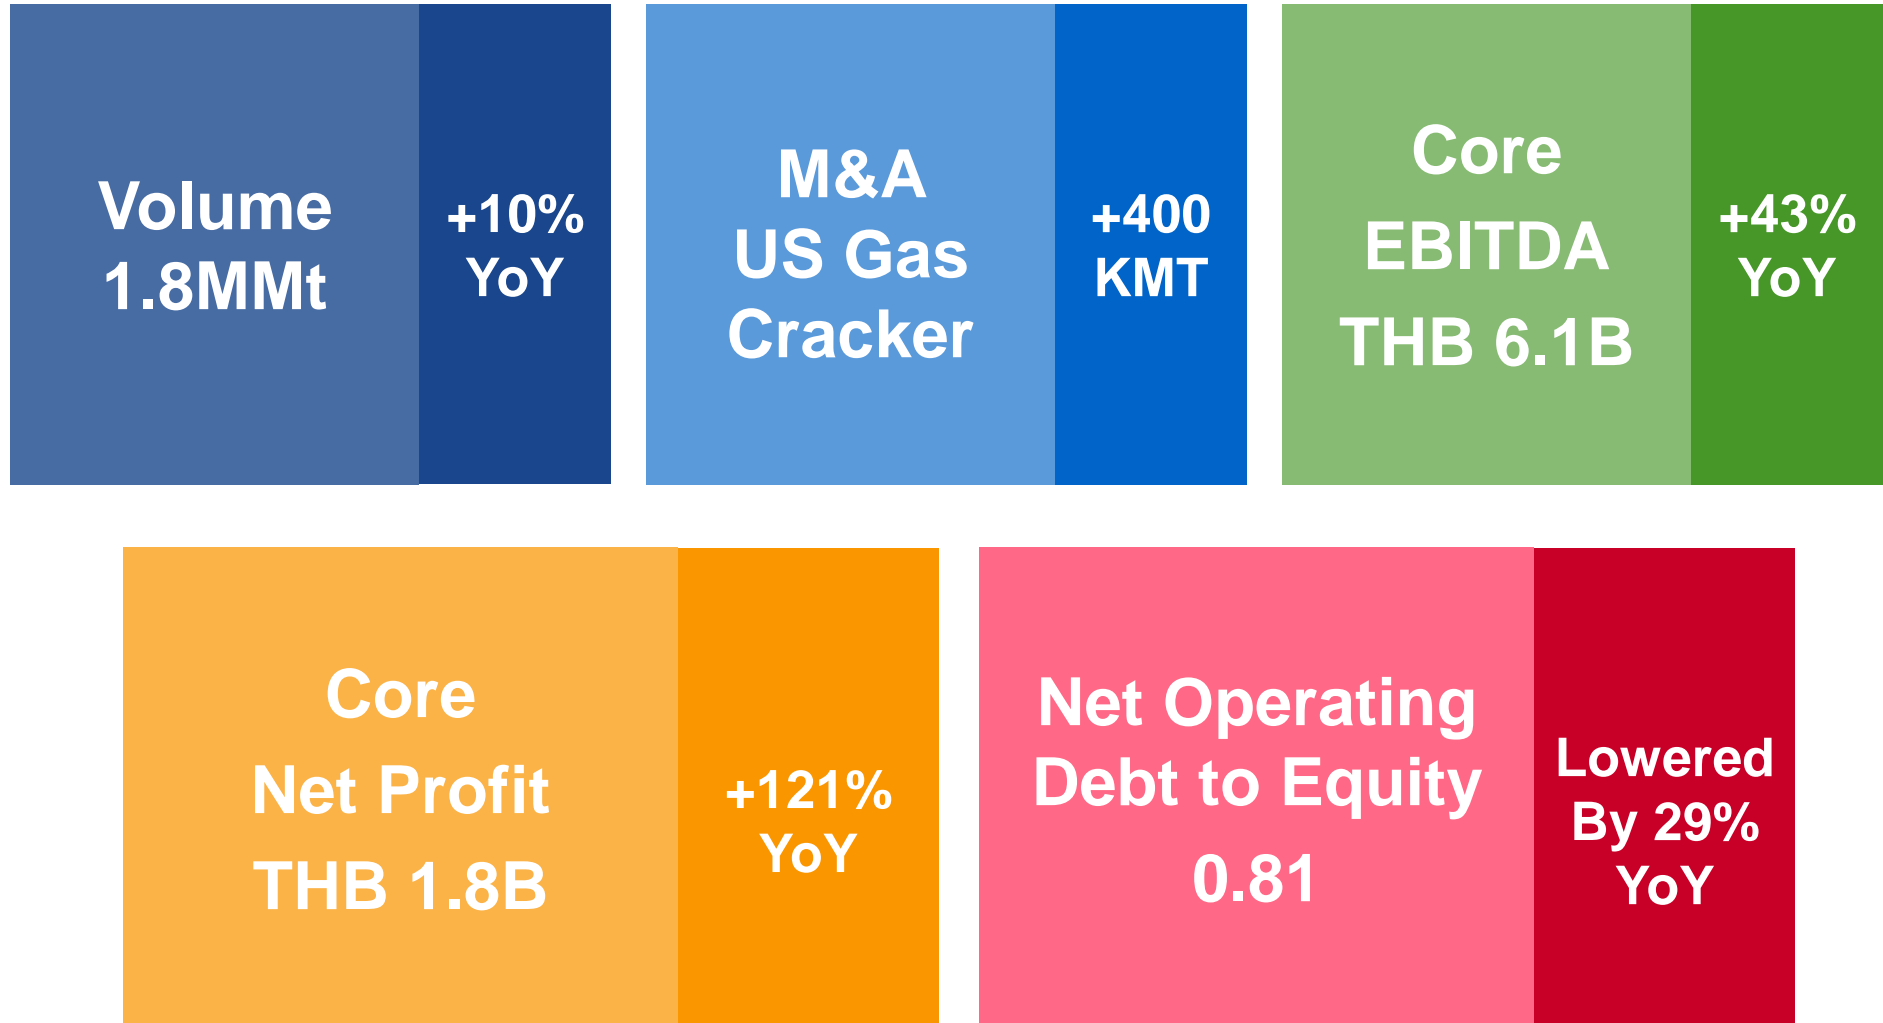 Volume
1.8MMt
+10%
YoY
M&A
US Gas
Cracker
+400
KMT
Core
EBITDA
THB 6.1B
+43%
YoY
Core
Net Profit
THB 1.8B
+121%
YoY
Net Operating
Debt to Equity
0.81
Lowered
By 29%
YoY